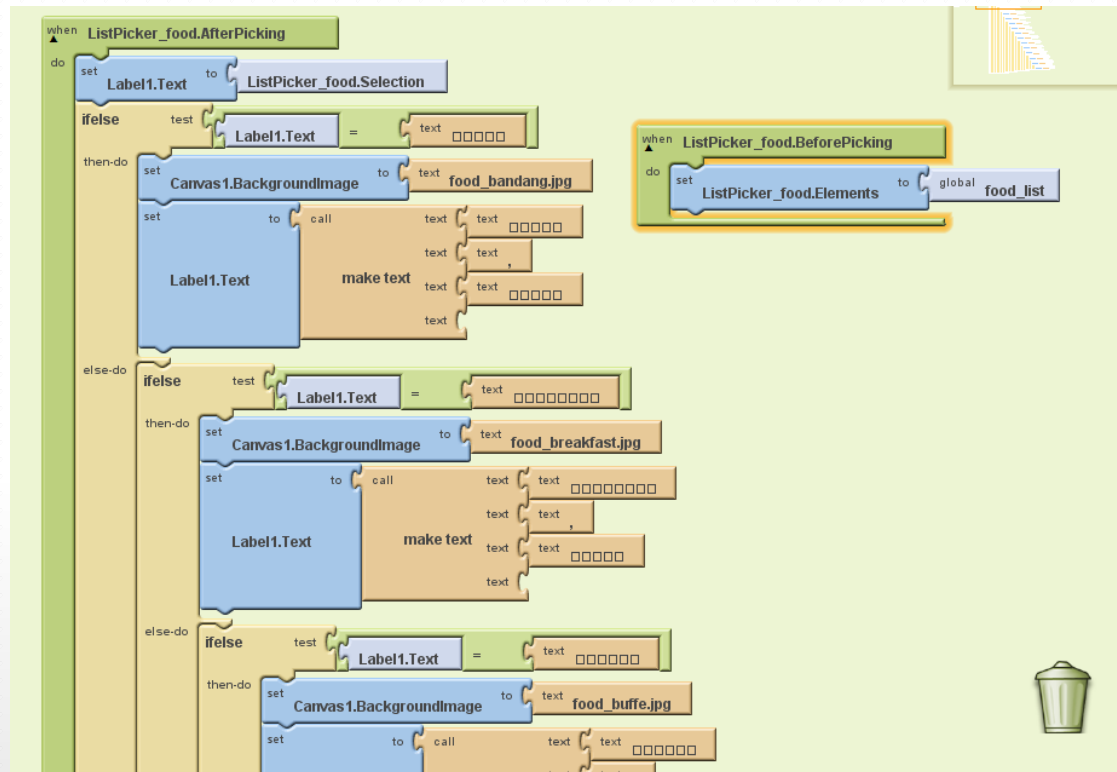 when ListPicker_food.AfterPicking
do set Label1.Text to ListPicker_food.Selection
ifelse test Label1.Text = text
then-do set Canvas1.BackgroundImage to text food_bandang.jpg
set Label1.Text to call make text text text
text text ,
text text
text
else-do ifelse test Label1.Text = text
then-do set Canvas1.BackgroundImage to text food_breakfast.jpg
set Label1.Text to call make text text text
text text ,
text text
text
else-do ifelse test Label1.Text = text
then-do set Canvas1.BackgroundImage to text food_buffe.jpg
set to call text text
when ListPicker_food.BeforePicking
do set ListPicker_food.Elements to global food_list